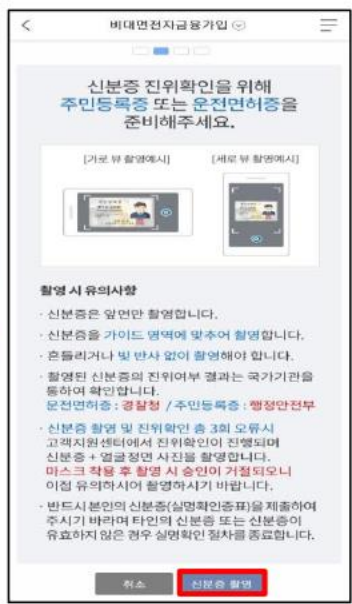 비대면전자금융가입
신분증 진위확인을 위해
주민등록증 또는 운전면허증을
준비해주세요.
[가로 뷰 촬영예시] [세로 뷰 촬영예시]
촬영 시 유의사항
· 신분증은 앞면만 촬영합니다.
· 신분증을 가이드 영역에 맞추어 촬영합니다.
· 흔들리거나 빛 반사 없이 촬영해야 합니다.
· 촬영된 신분증의 진위여부 결과는 국가기관을
통하여 확인합니다.
운전면허증 : 경찰청 / 주민등록증 : 행정안전부
· 신분증 촬영 및 진위확인 총 3회 오류시
고객지원센터에서 진위확인이 진행되며
신분증 + 얼굴정면 사진을 촬영합니다.
마스크 착용 후 촬영 시 승인이 거절되오니
이점 유의하시어 촬영하시기 바랍니다.
· 반드시 본인의 신분증(실명확인증표)을 제출하여
주시기 바라며 타인의 신분증 또는 신분증이
유효하지 않은 경우 실명확인 절차를 종료합니다.
취소 신분증 촬영